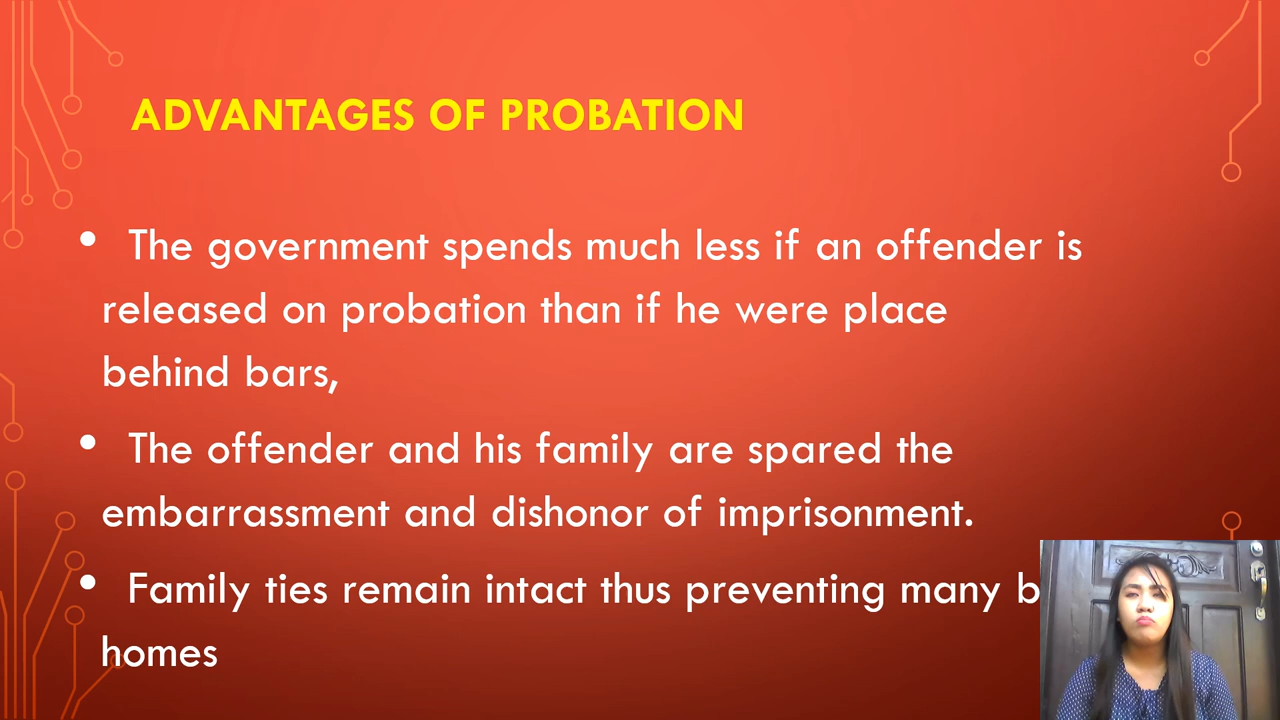 ADVANTAGES OF PROBATION
• The government spends much less if an offender is
released on probation than if he were place
behind bars,
• The offender and his family are spared the
embarrassment and dishonor of imprisonment.
• Family ties remain intact thus preventing many
homes